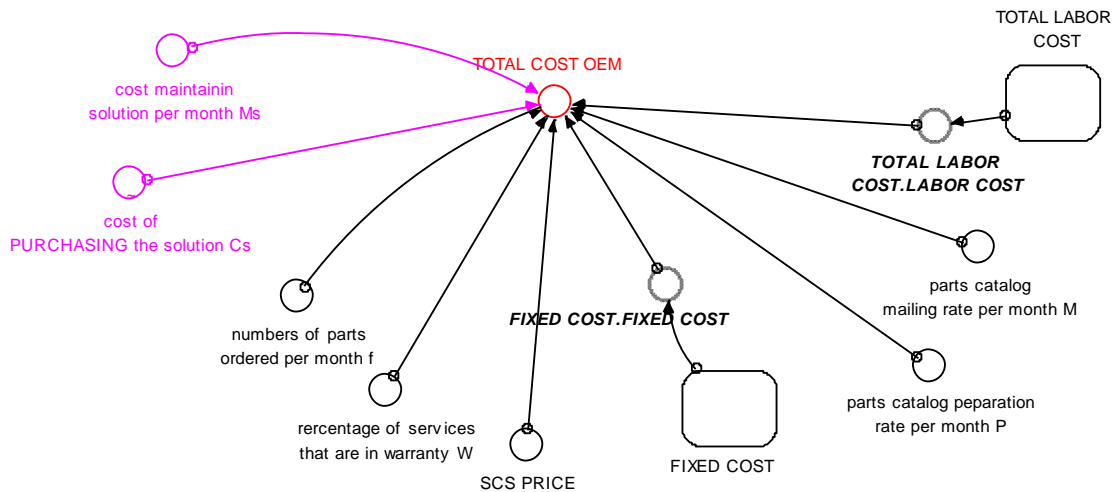 TOTAL LABOR
COST
TOTAL COST OEM
cost maintainin
solution per month Ms
TOTAL LABOR
COST.LABOR COST
~
cost of
PURCHASING the solution Cs
parts catalog
mailing rate per month M
FIXED COST.FIXED COST
numbers of parts
ordered per month f
parts catalog peparation
rate per month P
rercentage of services
that are in warranty W
FIXED COST
SCS PRICE